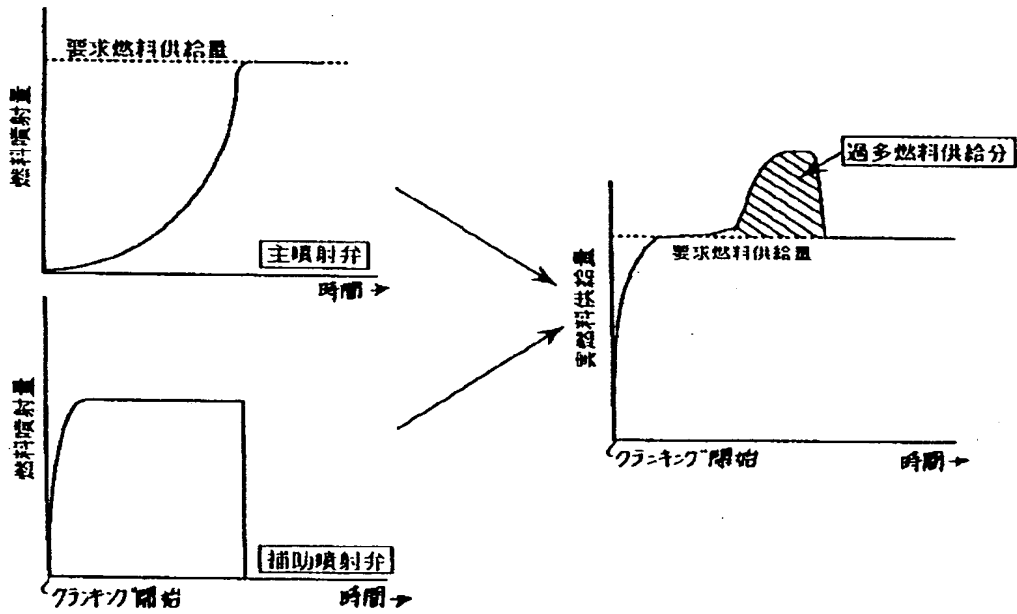 要求燃料供給量
燃料噴射量
主噴射弁
時間→
燃料噴射量
補助噴射弁
クランキング開始
時間→
過多燃料供給分
要求燃料供給量
実燃料供給量
クランキング開始
時間→